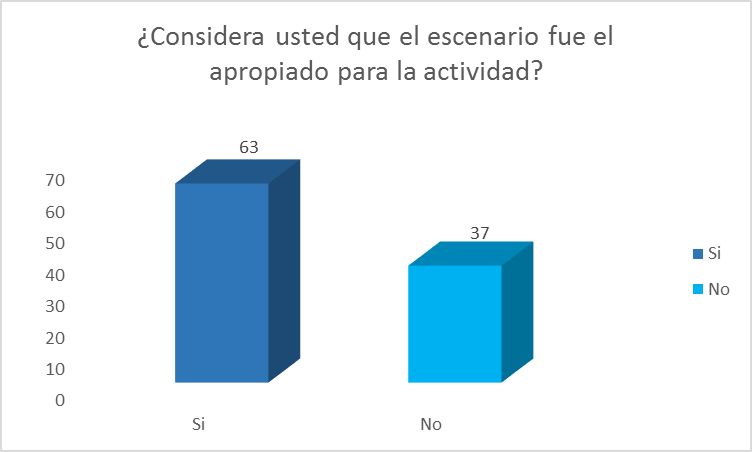 ¿Considera usted que el escenario fue el
apropiado para la actividad?
63
37
70
60
50
40
30
20
10
0
Si
No
Si
No